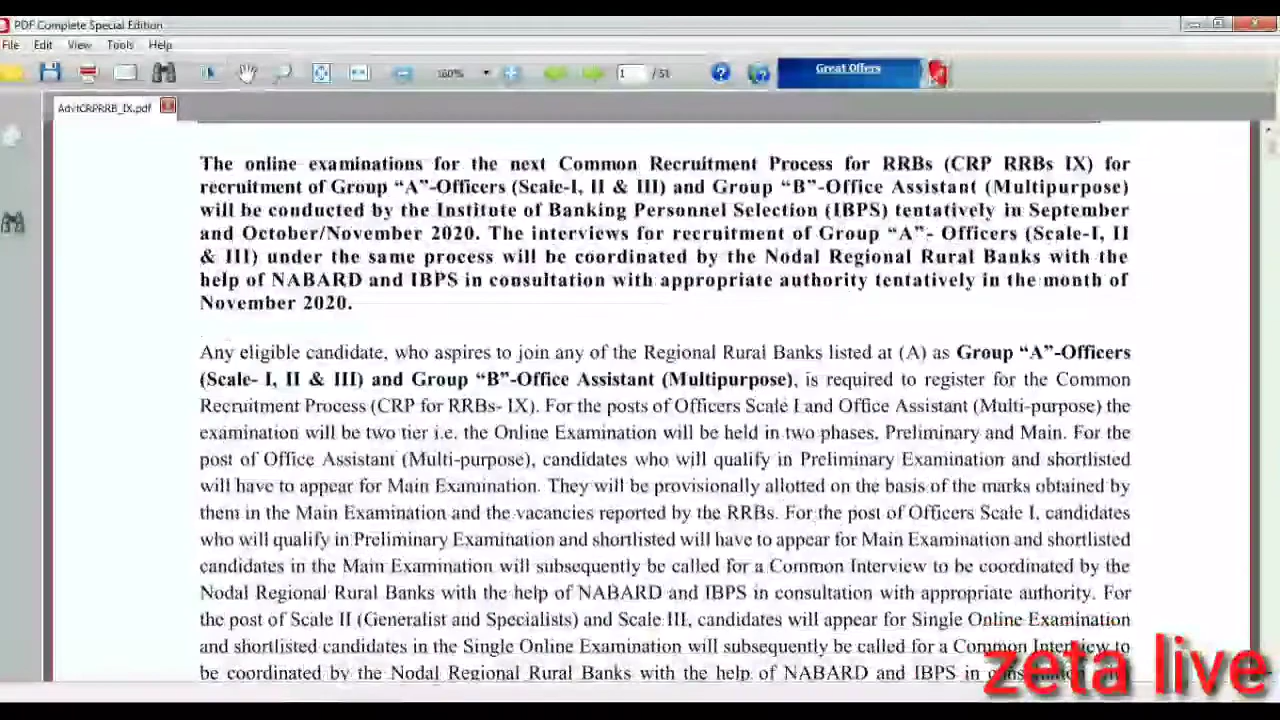 PDF Complete Special Edition
File Edit View Tools Help
160% 1 / 51 Great Offers
AdvtCRPRRB_IX.pdf
The online examinations for the next Common Recruitment Process for RRBs (CRP RRBs IX) for
recruitment of Group “A”-Officers (Scale-I, II & III) and Group “B”-Office Assistant (Multipurpose)
will be conducted by the Institute of Banking Personnel Selection (IBPS) tentatively in September
and October/November 2020. The interviews for recruitment of Group “A”- Officers (Scale-I, II
& III) under the same process will be coordinated by the Nodal Regional Rural Banks with the
help of NABARD and IBPS in consultation with appropriate authority tentatively in the month of
November 2020.
Any eligible candidate, who aspires to join any of the Regional Rural Banks listed at (A) as Group “A”-Officers
(Scale- I, II & III) and Group “B”-Office Assistant (Multipurpose), is required to register for the Common
Recruitment Process (CRP for RRBs- IX). For the posts of Officers Scale I and Office Assistant (Multi-purpose) the
examination will be two tier i.e. the Online Examination will be held in two phases, Preliminary and Main. For the
post of Office Assistant (Multi-purpose), candidates who will qualify in Preliminary Examination and shortlisted
will have to appear for Main Examination. They will be provisionally allotted on the basis of the marks obtained by
them in the Main Examination and the vacancies reported by the RRBs. For the post of Officers Scale I, candidates
who will qualify in Preliminary Examination and shortlisted will have to appear for Main Examination and shortlisted
candidates in the Main Examination will subsequently be called for a Common Interview to be coordinated by the
Nodal Regional Rural Banks with the help of NABARD and IBPS in consultation with appropriate authority. For
the post of Scale II (Generalist and Specialists) and Scale III, candidates will appear for Single Online Examination
and shortlisted candidates in the Single Online Examination will subsequently be called for a Common Interview to
be coordinated by the Nodal Regional Rural Banks with the help of NABARD and IBPS in
zeta live